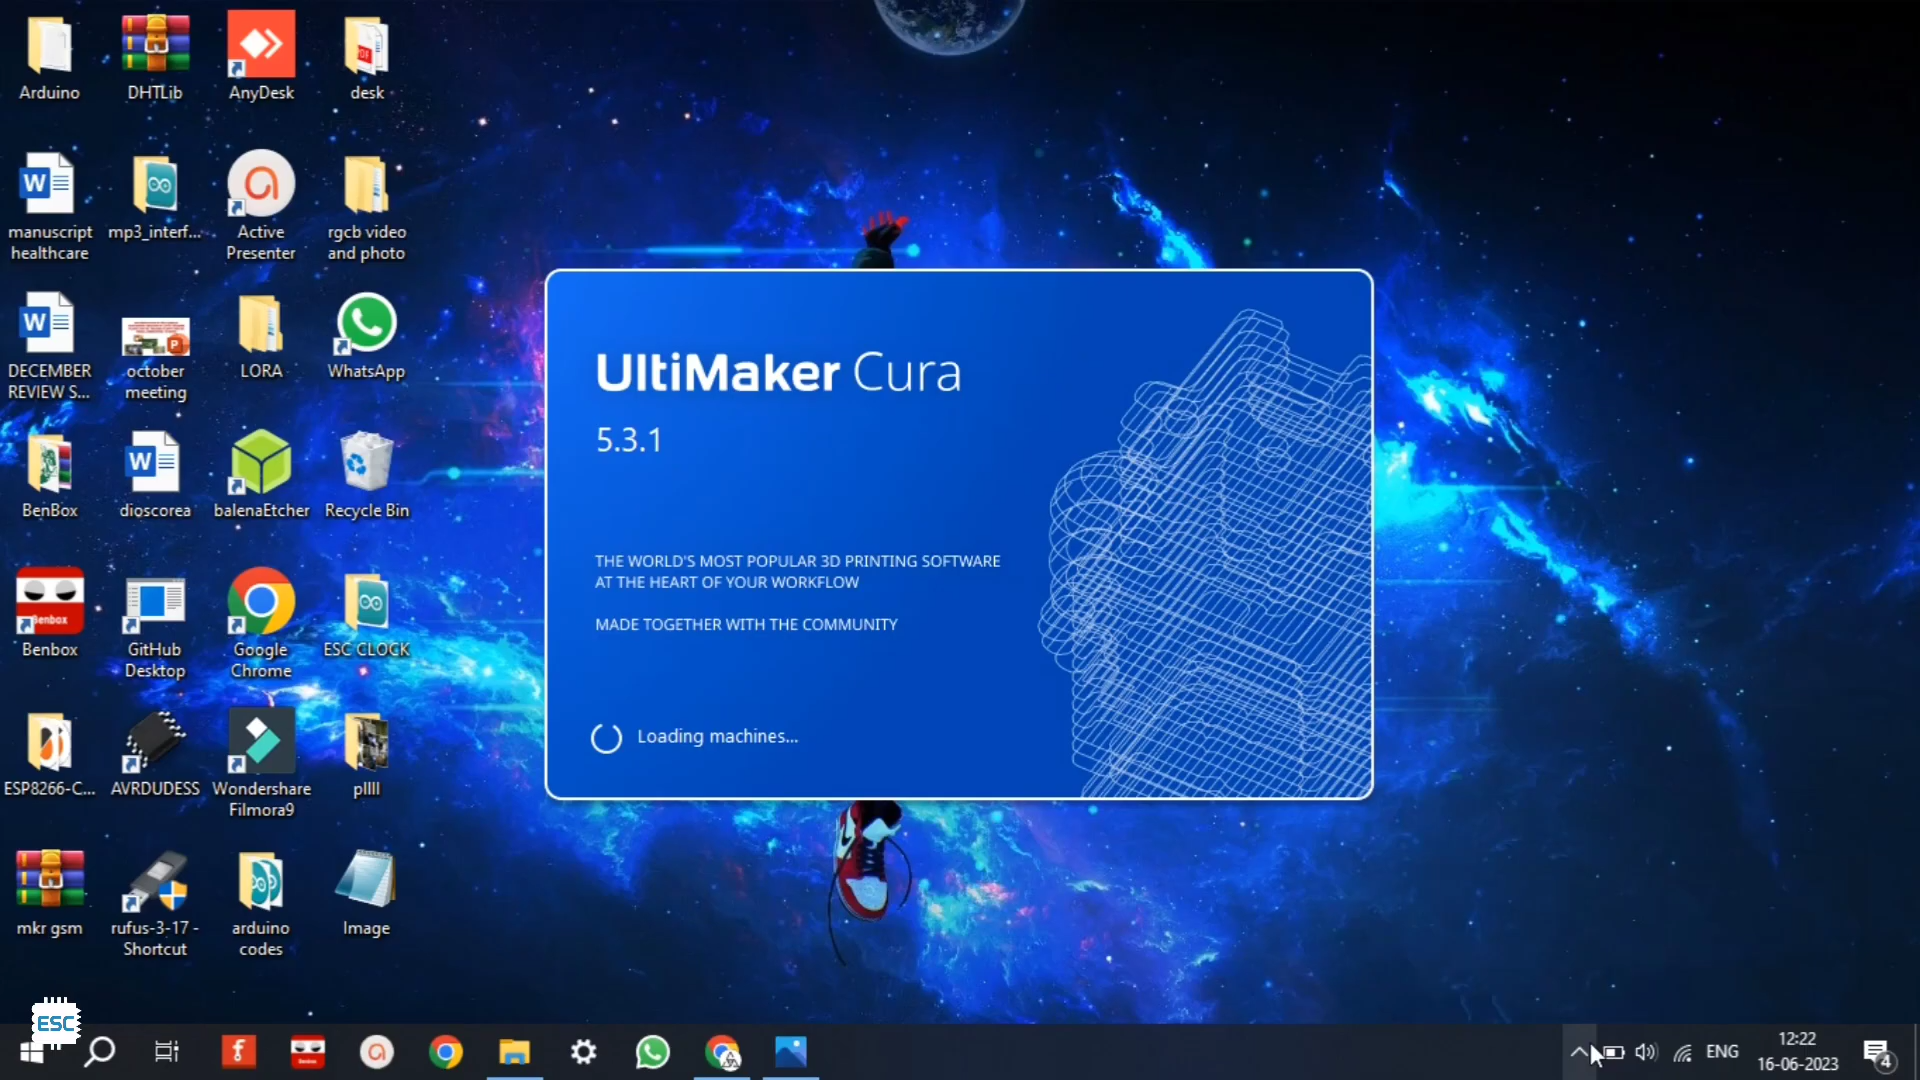 Arduino
DHTLib
AnyDesk
desk
PDF
manuscript
healthcare
mp3_interf...
Active
Presenter
rgcb video
and photo
DECEMBER
REVIEW S...
october
meeting
LORA
WhatsApp
BenBox
dioscorea
balenaEtcher
Recycle Bin
Benbox
Benbox
GitHub
Desktop
Google
Chrome
ESC CLOCK
ESP8266-C...
AVRDUDESS
Wondershare
Filmora9
pllll
mkr gsm
rufus-3-17 -
Shortcut
arduino
codes
Image
UltiMaker Cura
5.3.1
THE WORLD'S MOST POPULAR 3D PRINTING SOFTWARE
AT THE HEART OF YOUR WORKFLOW
MADE TOGETHER WITH THE COMMUNITY
Loading machines...
ESC
ENG
12:22
16-06-2023
4